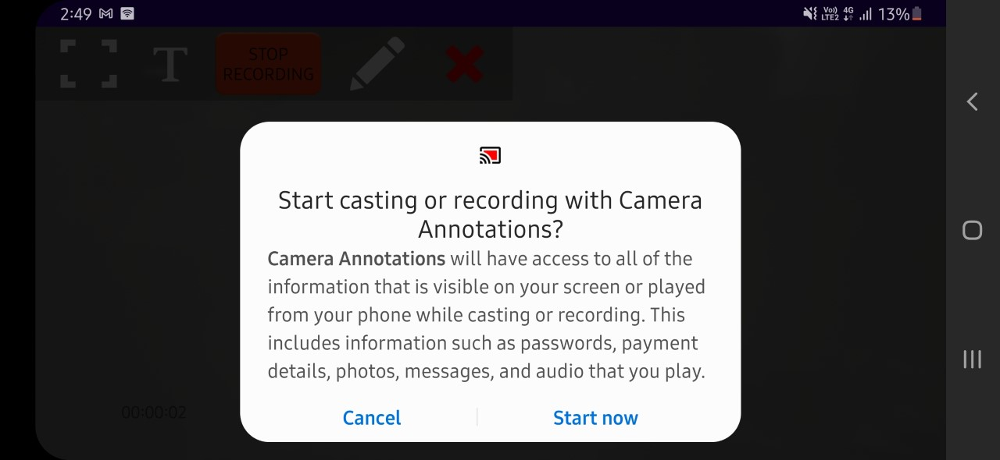 2:49
Vo)) 4G
LTE2
13%
T
STOP
RECORDING
Start casting or recording with Camera
Annotations?
Camera Annotations will have access to all of the
information that is visible on your screen or played
from your phone while casting or recording. This
includes information such as passwords, payment
details, photos, messages, and audio that you play.
00:00:02
Cancel
Start now